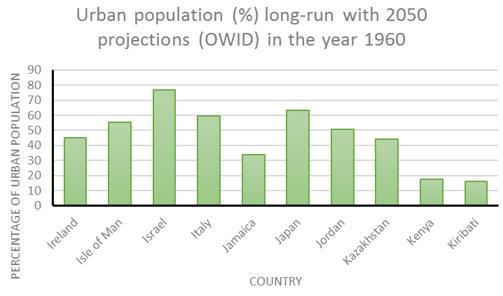 Urban population (%) long-run with 2050
projections (OWID) in the year 1960
PERCENTAGE OF URBAN POPULATION
90
80
70
60
50
40
30
20
10
0
Ireland
Isle of Man
Israel
Italy
Jamaica
Japan
Jordan
Kazakhstan
Kenya
Kiribati
COUNTRY